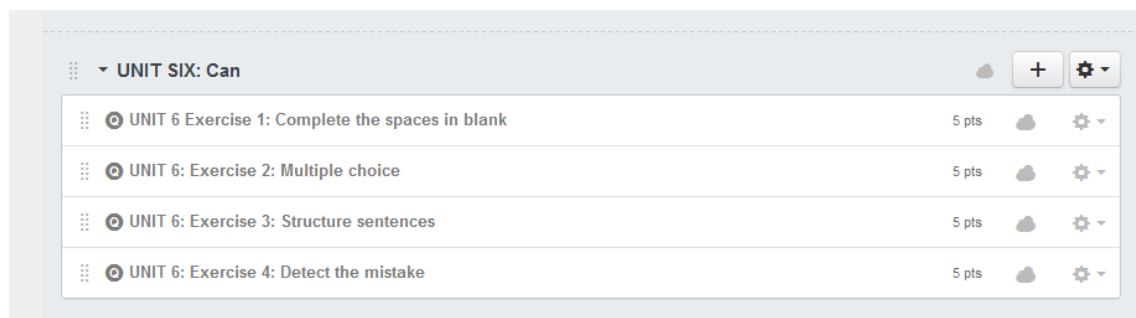 UNIT SIX: Can
UNIT 6 Exercise 1: Complete the spaces in blank 5 pts
UNIT 6: Exercise 2: Multiple choice 5 pts
UNIT 6: Exercise 3: Structure sentences 5 pts
UNIT 6: Exercise 4: Detect the mistake 5 pts